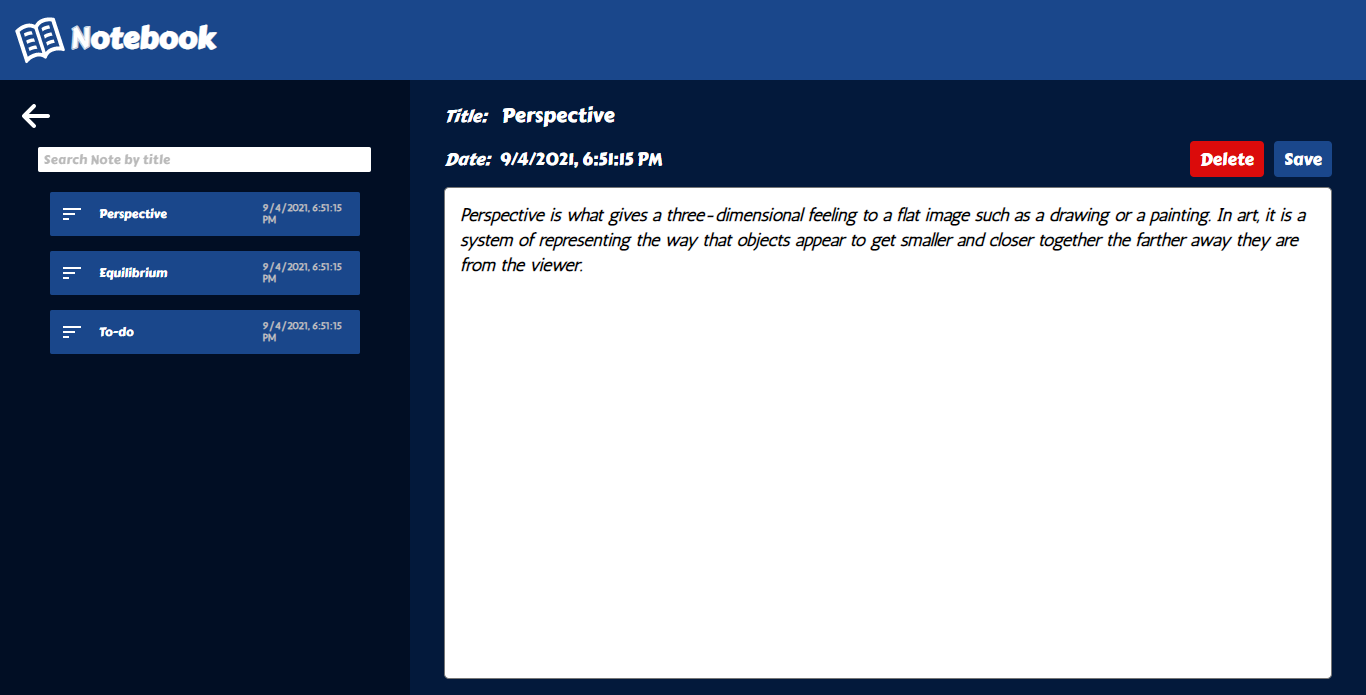 Notebook
Search Note by title
Perspective
9/4/2021, 6:51:15
PM
Equilibrium
9/4/2021, 6:51:15
PM
To-do
9/4/2021, 6:51:15
PM
Title: Perspective
Date: 9/4/2021, 6:51:15 PM
Delete Save
Perspective is what gives a three-dimensional feeling to a flat image such as a drawing or a painting. In art, it is a
system of representing the way that objects appear to get smaller and closer together the farther away they are
from the viewer.